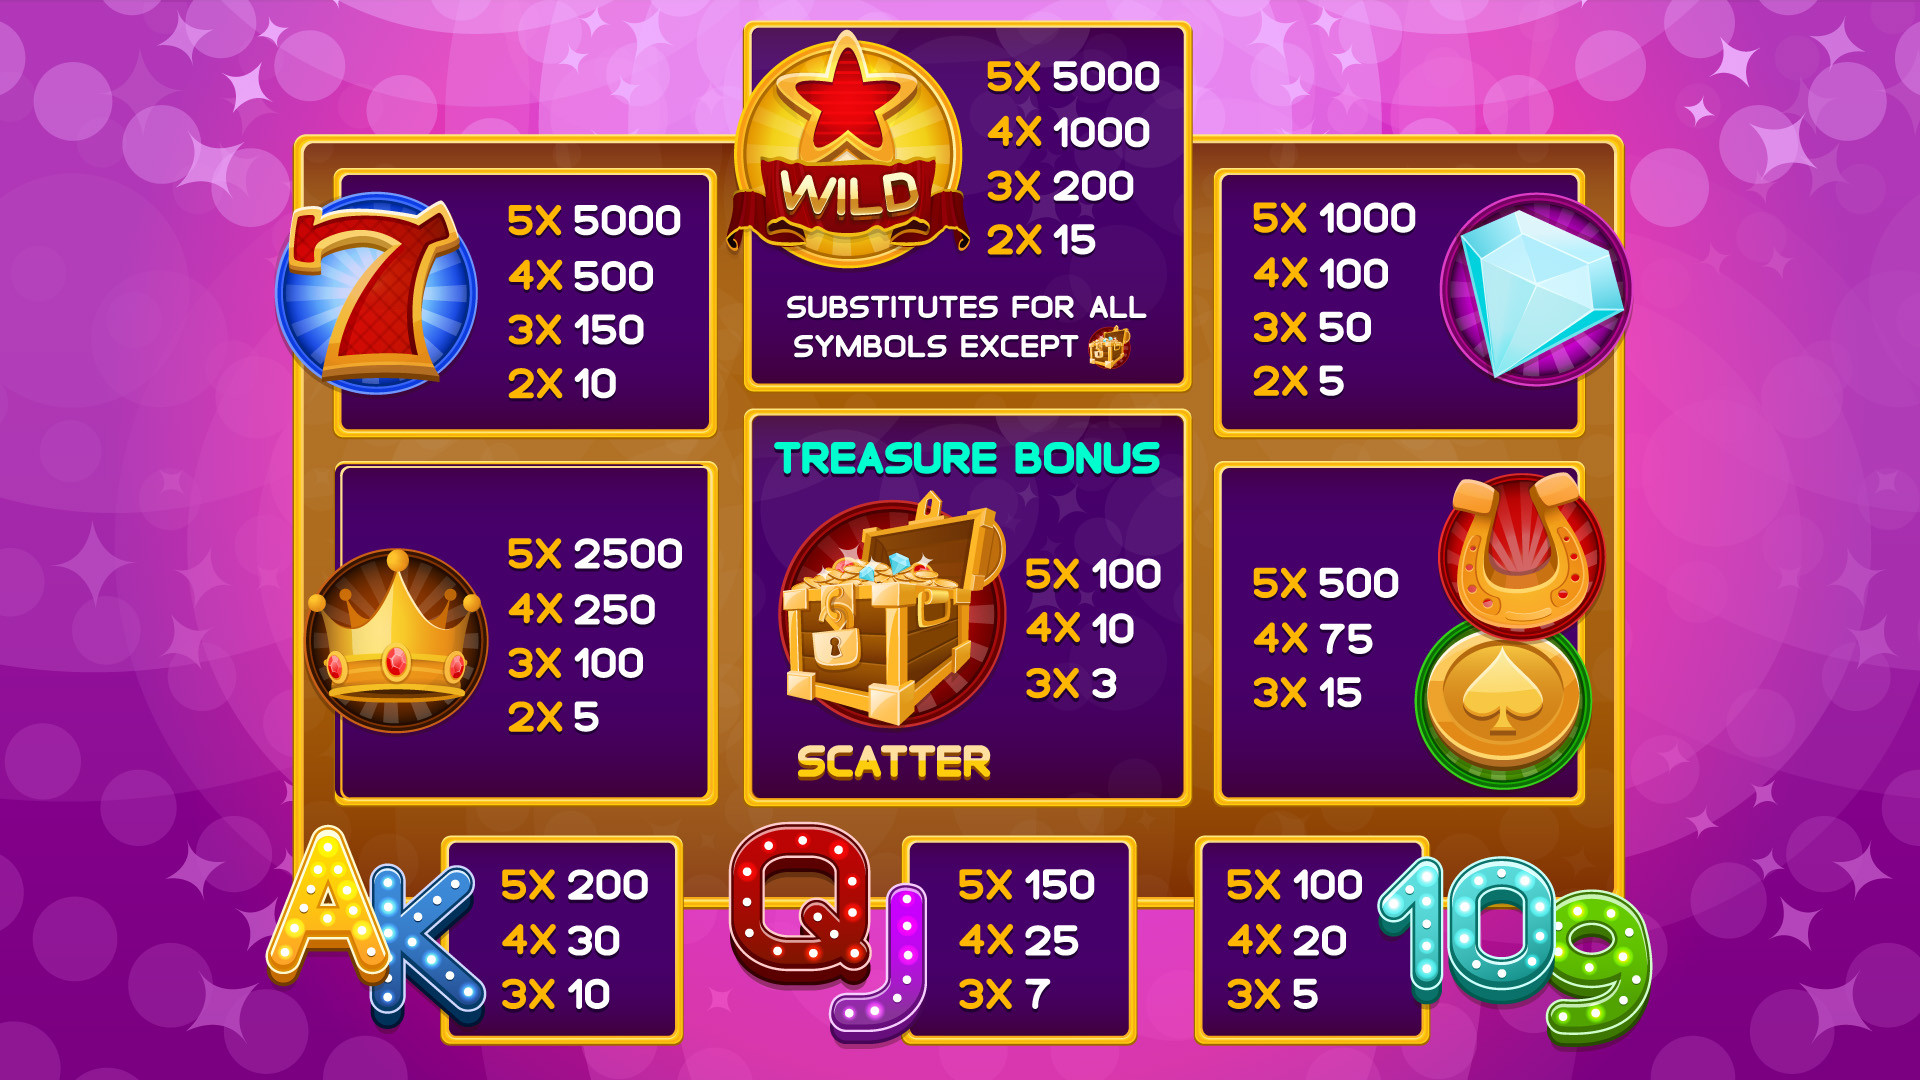 WILD
5X 5000
4X 1000
3X 200
2X 15
SUBSTITUTES FOR ALL
SYMBOLS EXCEPT
7
5X 5000
4X 500
3X 150
2X 10
5X 1000
4X 100
3X 50
2X 5
5X 2500
4X 250
3X 100
2X 5
TREASURE BONUS
5X 100
4X 10
3X 3
SCATTER
5X 500
4X 75
3X 15
A K
5X 200
4X 30
3X 10
Q J
5X 150
4X 25
3X 7
5X 100
4X 20
3X 5
10 9